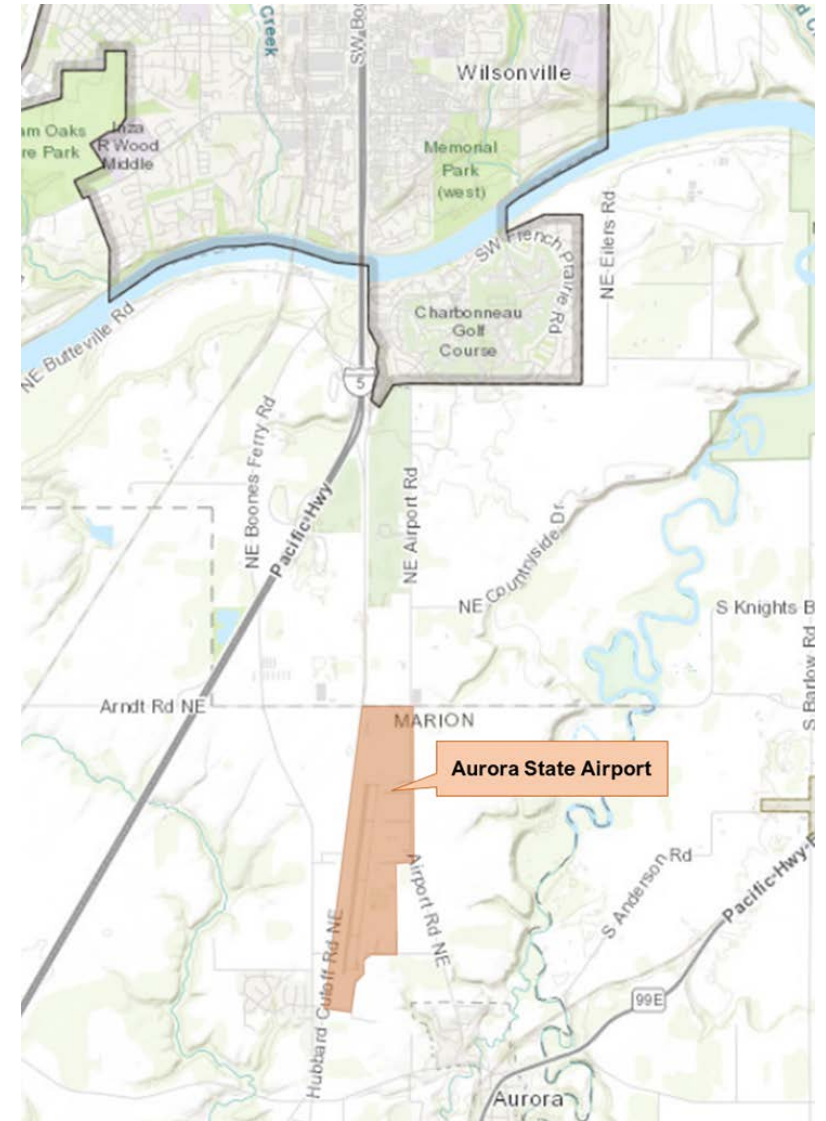 Creek
SW Boo
Wilsonville
am Oaks
re Park
Inza
R Wood
Middle
Memorial
Park
(west)
NE Eilers Rd
SW French Prairie Rd
Charbonneau
Golf
Course
NE Butteville Rd
5
NE Boones Ferry Rd
Pacific Hwy
NE Airport Rd
NE Countryside Dr
S Knights B
S Barlow Rd
Arndt Rd NE
MARION
Aurora State Airport
Airport Rd NE
Hubbard Cutoff Rd NE
S Anderson Rd
Pacific Hwy E
99E
Aurora